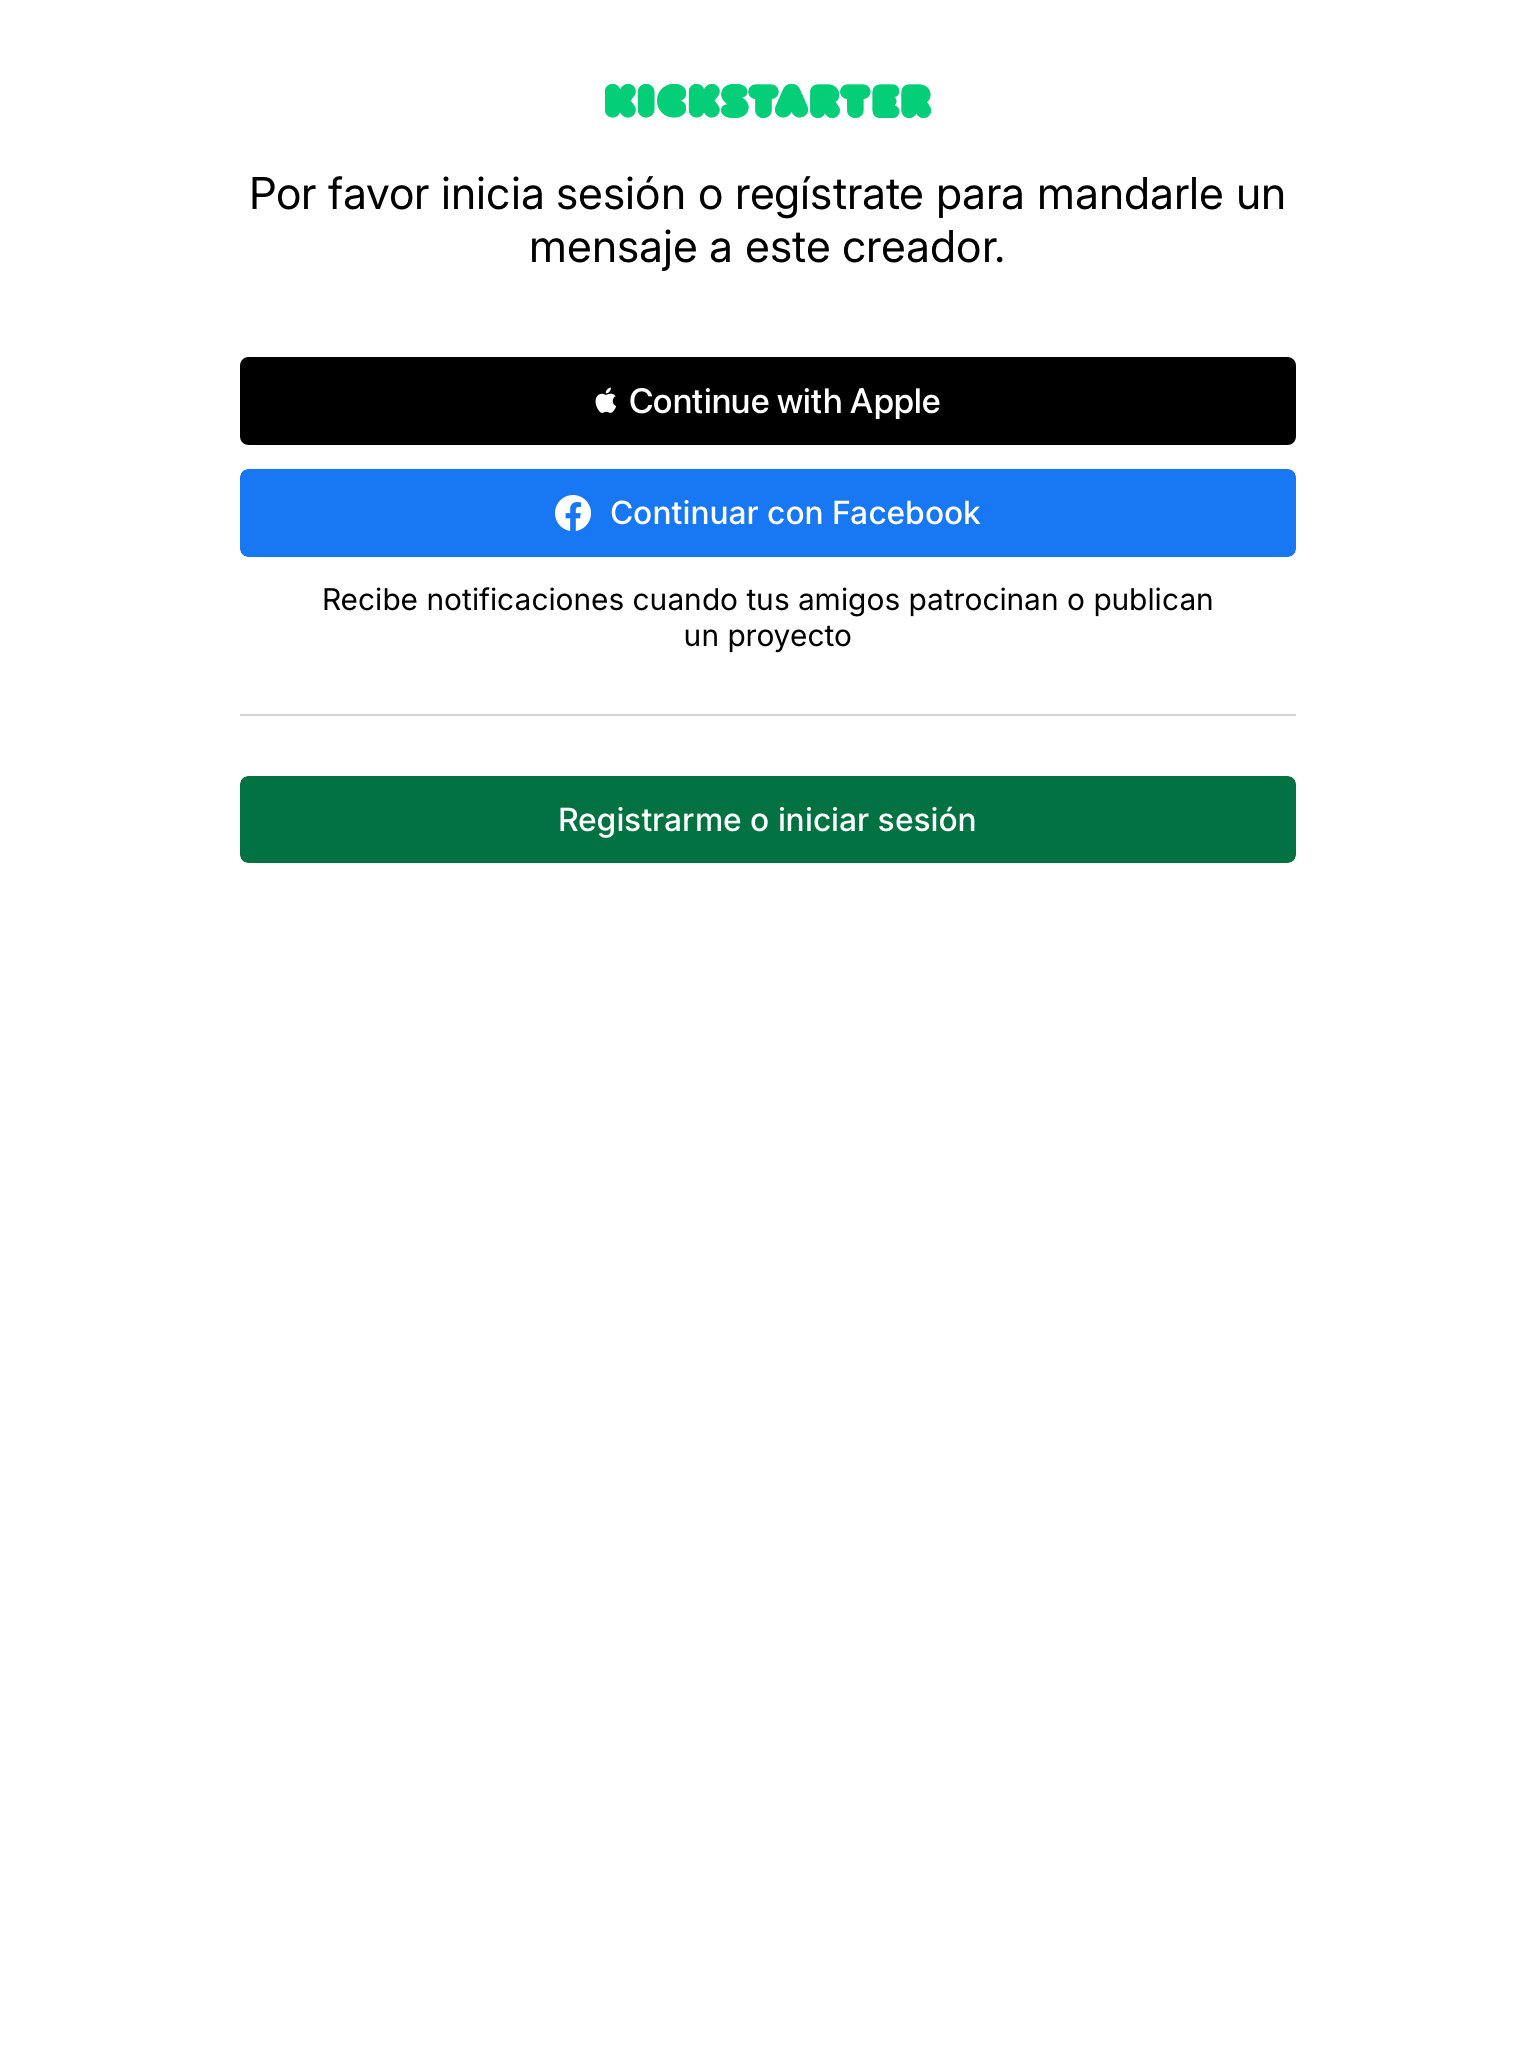 KICKSTARTER
Por favor inicia sesión o regístrate para mandarle un
mensaje a este creador.
Continue with Apple
Continuar con Facebook
Recibe notificaciones cuando tus amigos patrocinan o publican
un proyecto
Registrarme o iniciar sesión